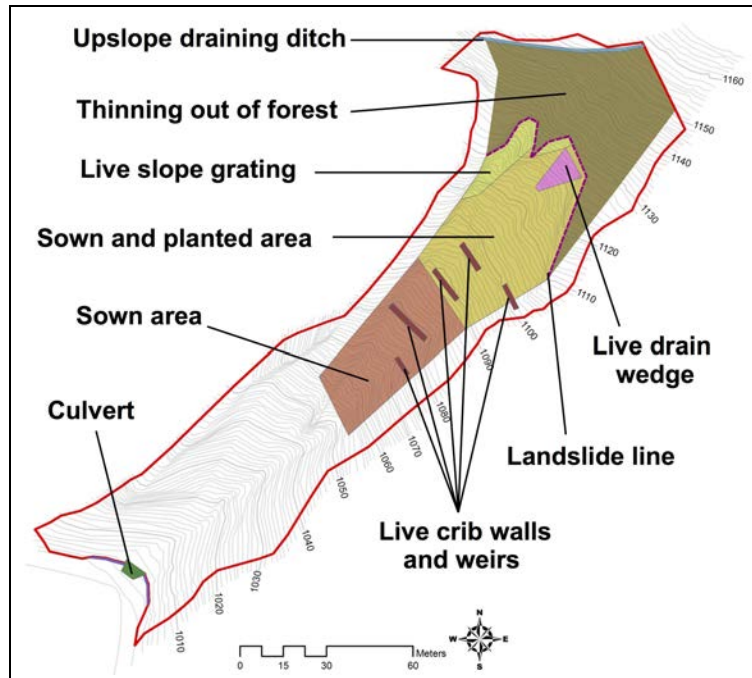 Upslope draining ditch
Thinning out of forest
Live slope grating
Sown and planted area
Sown area
Culvert
1160
1150
1140
1130
1120
1110
1100
1090
1080
1070
1060
1050
1040
1030
1020
1010
Live drain
wedge
Landslide line
Live crib walls
and weirs
N
W E
S
Meters
0 15 30 60